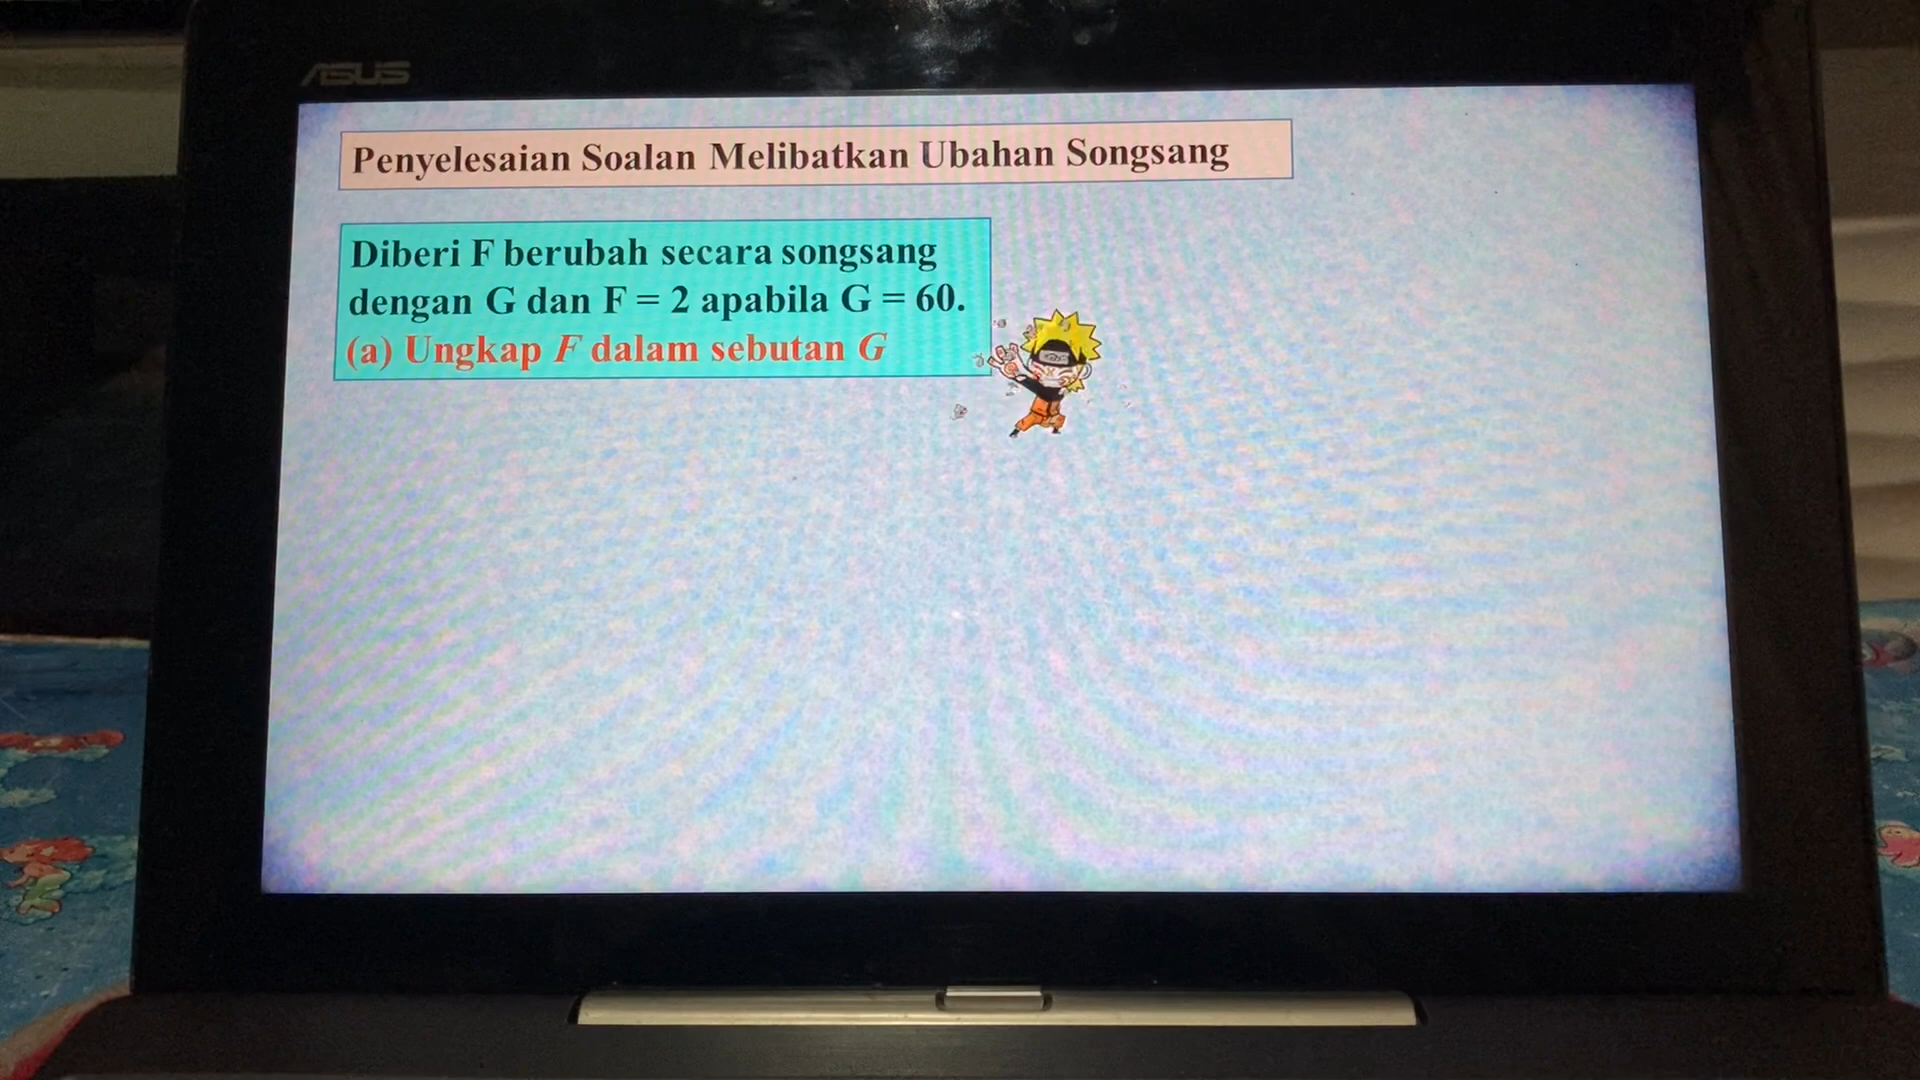 ASUS
Penyelesaian Soalan Melibatkan Ubahan Songsang
Diberi F berubah secara songsang
dengan G dan F = 2 apabila G = 60.
(a) Ungkap F dalam sebutan G